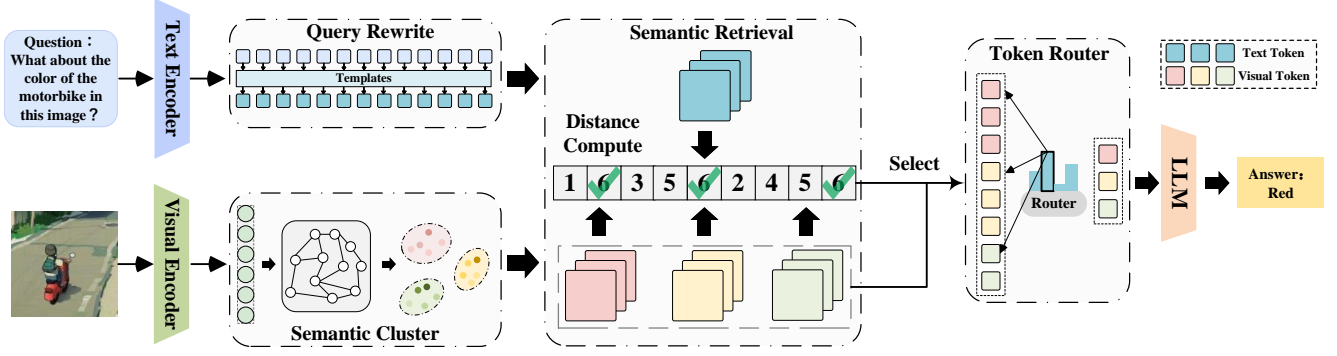 Question：
What about the
color of the
motorbike in
this image？
Text Encoder
Query Rewrite
Templates
Semantic Retrieval
Distance
Compute
1 6 3 5 6 2 4 5 6
Select
Token Router
Router
Text Token
Visual Token
LLM
Answer：
Red
Visual Encoder
Semantic Cluster